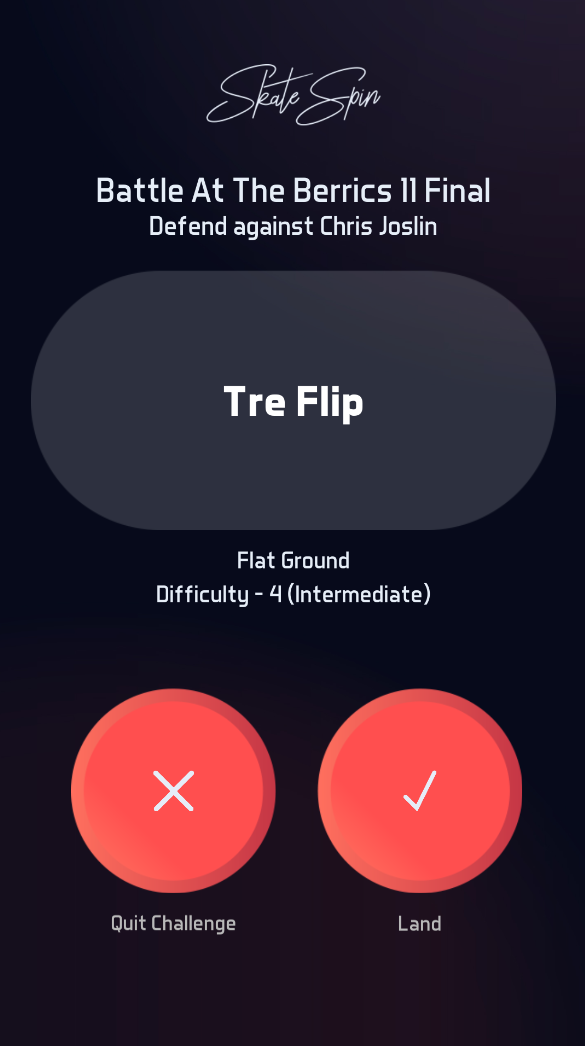 Skate Spin
Battle At The Berrics 11 Final
Defend against Chris Joslin
Tre Flip
Flat Ground
Difficulty - 4 (Intermediate)
Quit Challenge
Land